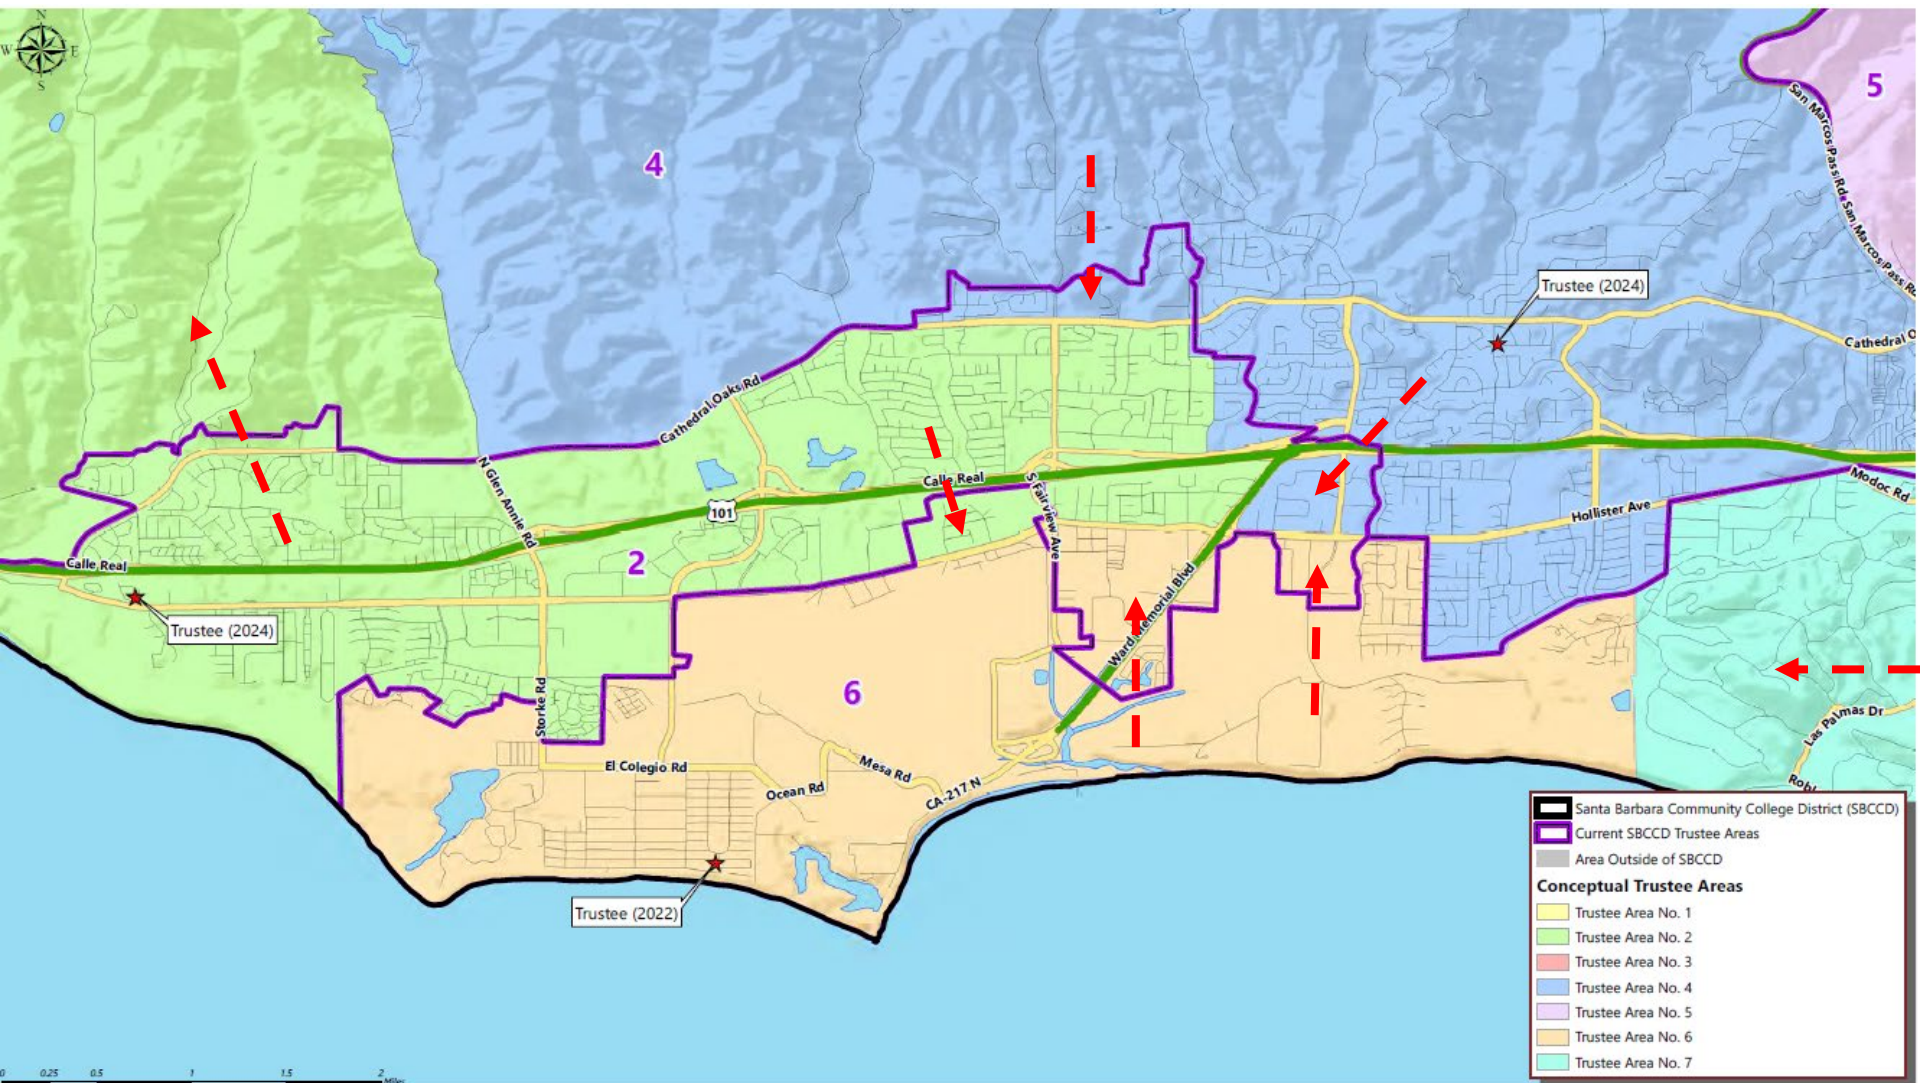 N
W E
S
5
4
San Marcos Pass Rd
San Marcos Pass Rd
Trustee (2024)
Cathedral O
Cathedral Oaks Rd
N Glen Annie Rd
Calle Real
S Fairview Ave
101
Modoc Rd
Hollister Ave
Calle Real
2
Trustee (2024)
Ward Memorial Blvd
6
Storke Rd
Las Palmas Dr
El Colegio Rd
Mesa Rd
Ocean Rd
CA-217 N
Robl
Trustee (2022)
Santa Barbara Community College District (SBCCD)
Current SBCCD Trustee Areas
Area Outside of SBCCD
Conceptual Trustee Areas
Trustee Area No. 1
Trustee Area No. 2
Trustee Area No. 3
Trustee Area No. 4
Trustee Area No. 5
Trustee Area No. 6
Trustee Area No. 7
0 0.25 0.5 1 1.5 2
Miles